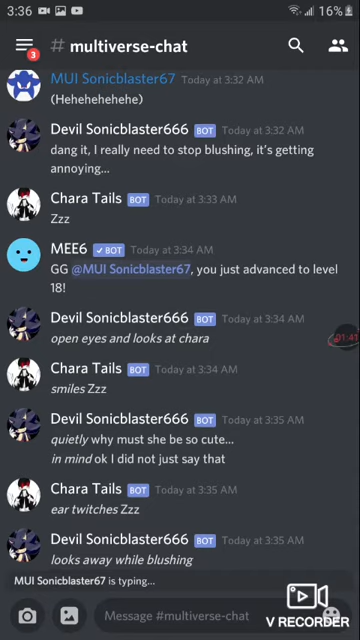 3:36
16%
3
# multiverse-chat
MUI Sonicblaster67 Today at 3:32 AM
(Hehehehehehe)
Devil Sonicblaster666 BOT Today at 3:32 AM
dang it, I really need to stop blushing, it's getting
annoying...
Chara Tails BOT Today at 3:33 AM
Zzz
MEE6 ✔BOT Today at 3:34 AM
GG @MUI Sonicblaster67, you just advanced to level
18!
Devil Sonicblaster666 BOT Today at 3:34 AM
open eyes and looks at chara
01:41
Chara Tails BOT Today at 3:34 AM
smiles Zzz
Devil Sonicblaster666 BOT Today at 3:35 AM
quietly why must she be so cute...
in mind ok I did not just say that
Chara Tails BOT Today at 3:35 AM
ear twitches Zzz
Devil Sonicblaster666 BOT Today at 3:35 AM
looks away while blushing
MUI Sonicblaster67 is typing...
Message #multiverse-chat
V RECORDER